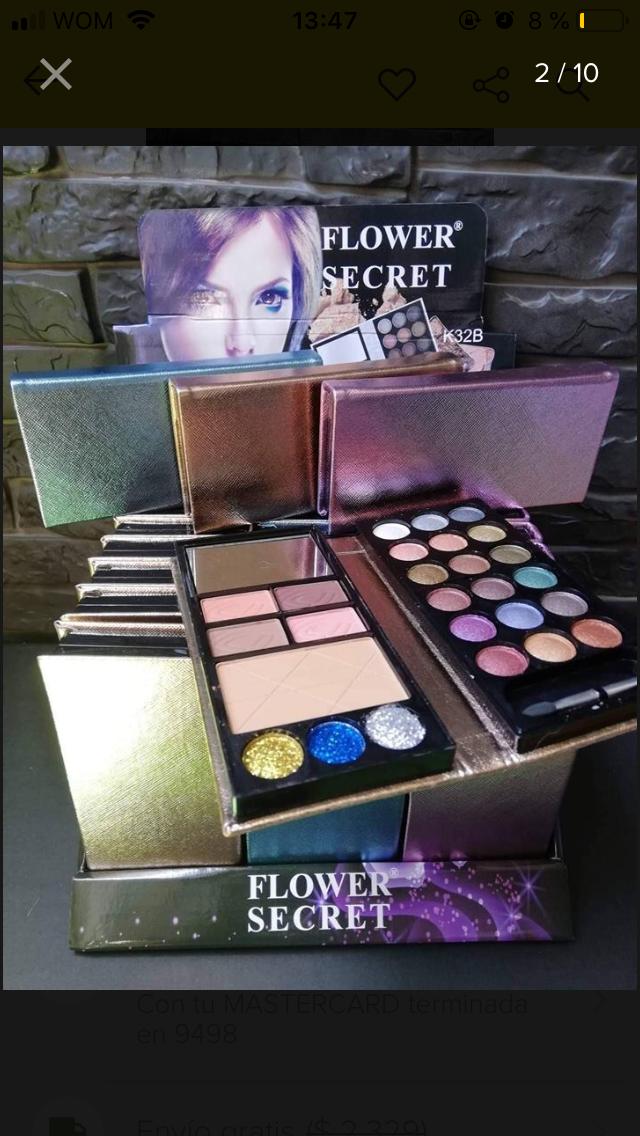 WOM
13:47
8 %
2 / 10
FLOWER®
SECRET
K32B
FLOWER®
SECRET
Con tu MASTERCARD terminada
en 9498
Envío gratis ($ 2.329)